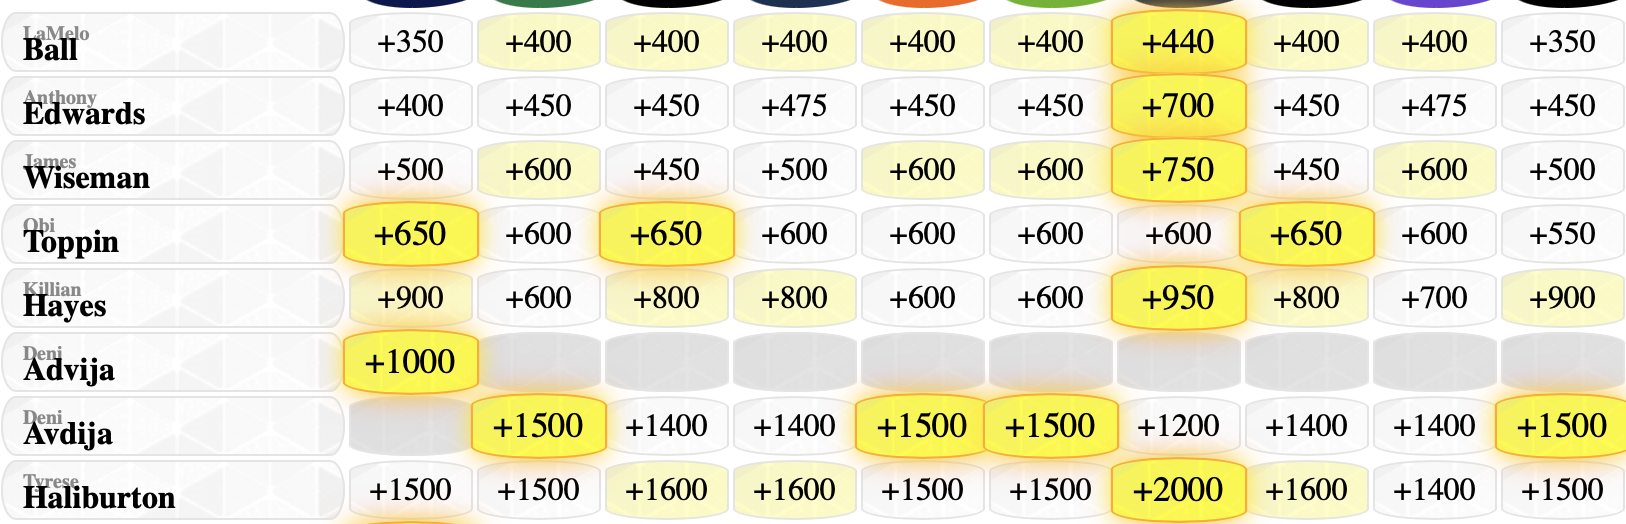 LaMelo
Ball +350 +400 +400 +400 +400 +400 +440 +400 +400 +350
Anthony
Edwards +400 +450 +450 +475 +450 +450 +700 +450 +475 +450
James
Wiseman +500 +600 +450 +500 +600 +600 +750 +450 +600 +500
Obi
Toppin +650 +600 +650 +600 +600 +600 +600 +650 +600 +550
Killian
Hayes +900 +600 +800 +800 +600 +600 +950 +800 +700 +900
Deni
Advija +1000
Deni
Avdija +1500 +1400 +1400 +1500 +1500 +1200 +1400 +1400 +1500
Tyrese
Haliburton +1500 +1500 +1600 +1600 +1500 +1500 +2000 +1600 +1400 +1500